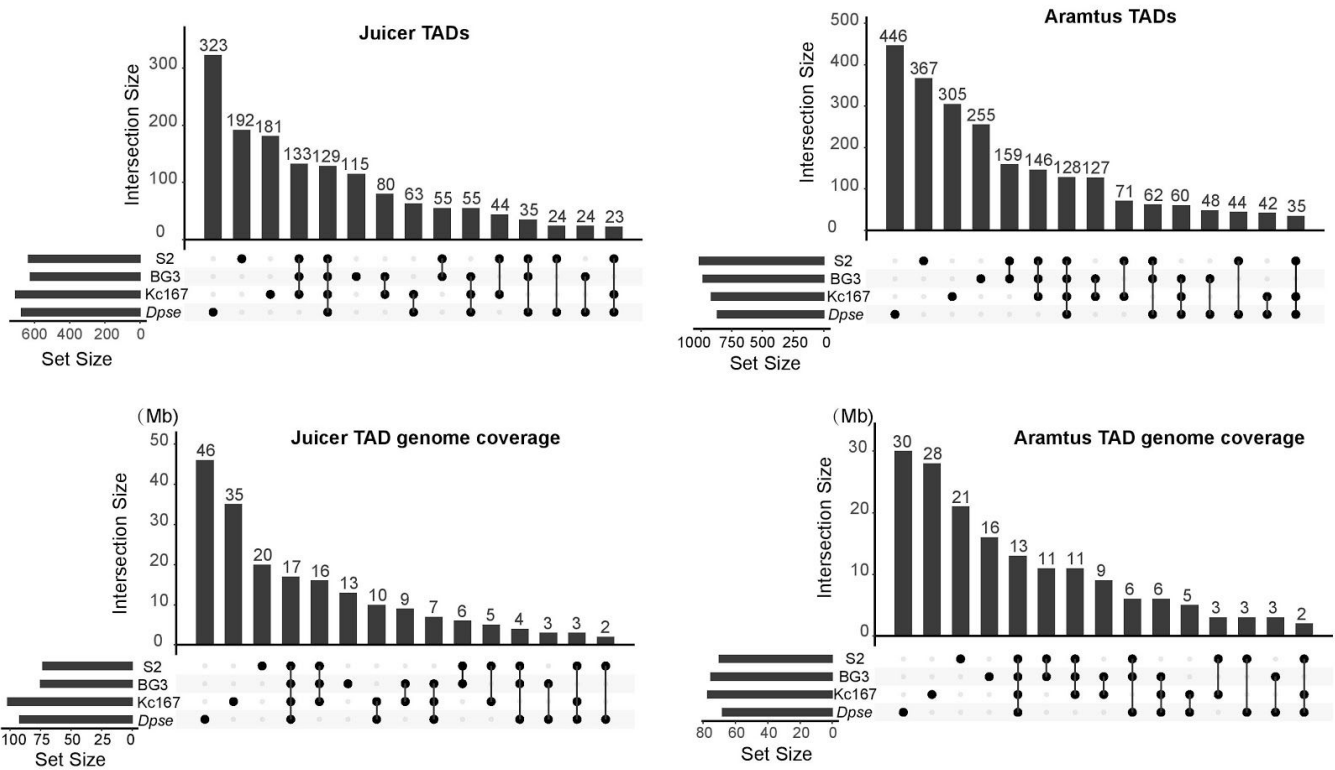 Juicer TADs
Intersection Size
300
200
100
0
323 192 181 133 129 115 80 63 55 55 44 35 24 24 23
S2
BG3
Kc167
Dpse
600 400 200 0
Set Size
Aramtus TADs
Intersection Size
500
400
300
200
100
0
446 367 305 255 159 146 128 127 71 62 60 48 44 42 35
S2
BG3
Kc167
Dpse
1000 750 500 250 0
Set Size
(Mb)
Juicer TAD genome coverage
Intersection Size
50
40
30
20
10
0
46 35 20 17 16 13 10 9 7 6 5 4 3 3 2
S2
BG3
Kc167
Dpse
100 75 50 25 0
Set Size
(Mb)
Aramtus TAD genome coverage
Intersection Size
30
20
10
0
30 28 21 16 13 11 11 9 6 6 5 3 3 3 2
S2
BG3
Kc167
Dpse
80 60 40 20 0
Set Size